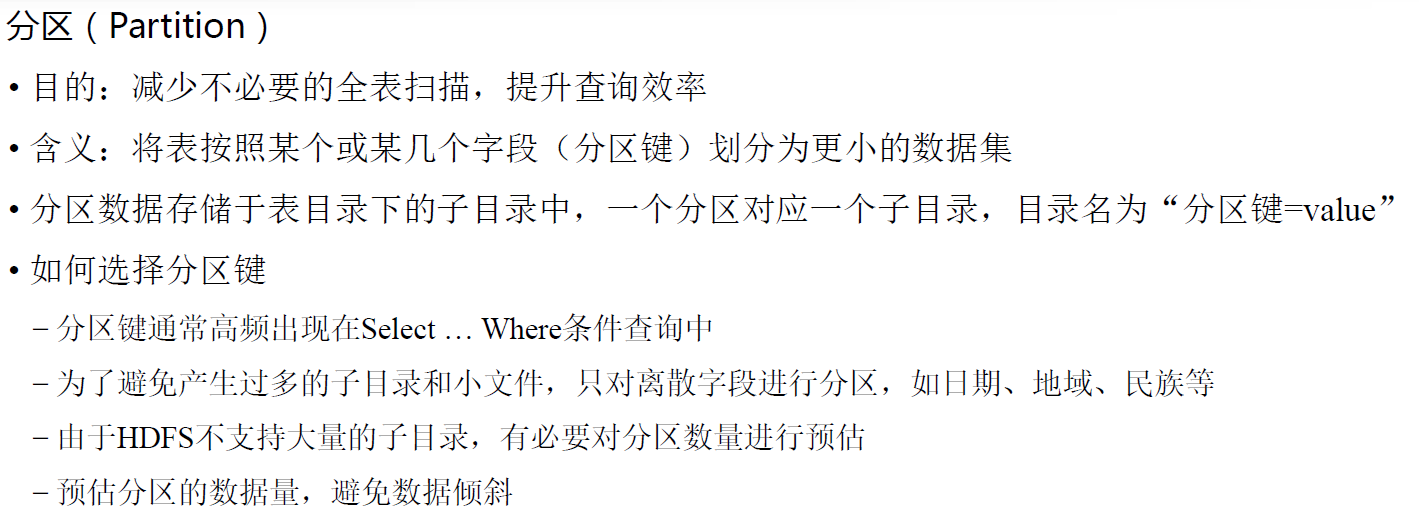 分区（Partition）
• 目的：减少不必要的全表扫描，提升查询效率
• 含义：将表按照某个或某几个字段（分区键）划分为更小的数据集
• 分区数据存储于表目录下的子目录中，一个分区对应一个子目录，目录名为“分区键=value”
• 如何选择分区键
– 分区键通常高频出现在Select … Where条件查询中
– 为了避免产生过多的子目录和小文件，只对离散字段进行分区，如日期、地域、民族等
– 由于HDFS不支持大量的子目录，有必要对分区数量进行预估
– 预估分区的数据量，避免数据倾斜